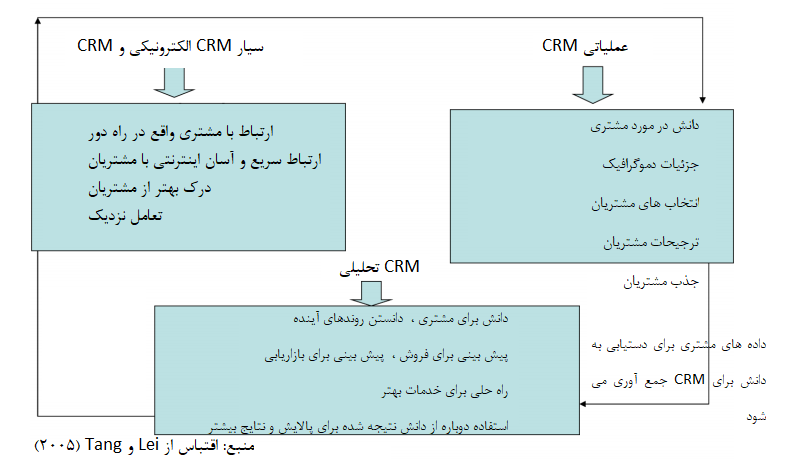 عملیاتی CRM
دانش در مورد مشتری
جزئیات دموگرافیک
انتخاب های مشتریان
ترجیحات مشتریان
جذب مشتریان
سیار CRM الکترونیکی و CRM
ارتباط با مشتری واقع در راه دور
ارتباط سریع و آسان اینترنتی با مشتریان
درک بهتر از مشتریان
تعامل نزدیک
CRM تحلیلی
دانش برای مشتری ، دانستن روندهای آینده
پیش بینی برای فروش ، پیش بینی برای بازاریابی
راه حلی برای خدمات بهتر
استفاده دوباره از دانش نتیجه شده برای پالایش و نتایج بیشتر
داده های مشتری برای دستیابی به
دانش برای CRM جمع آوری می
شود
منبع: اقتباس از Lei و Tang (۲۰۰۵)